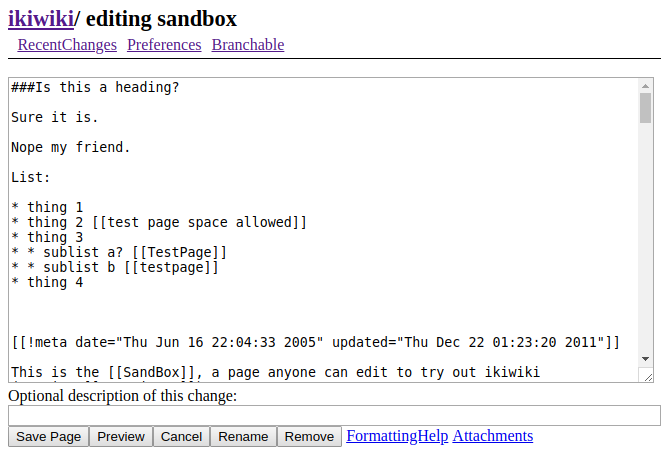 ikiwiki/ editing sandbox
RecentChanges Preferences Branchable
###Is this a heading?
Sure it is.
Nope my friend.
List:
* thing 1
* thing 2 [[test page space allowed]]
* thing 3
* * sublist a? [[TestPage]]
* * sublist b [[testpage]]
* thing 4
[[!meta date="Thu Jun 16 22:04:33 2005" updated="Thu Dec 22 01:23:20 2011"]]
This is the [[SandBox]], a page anyone can edit to try out ikiwiki
Optional description of this change:
Save Page Preview Cancel Rename Remove FormattingHelp Attachments